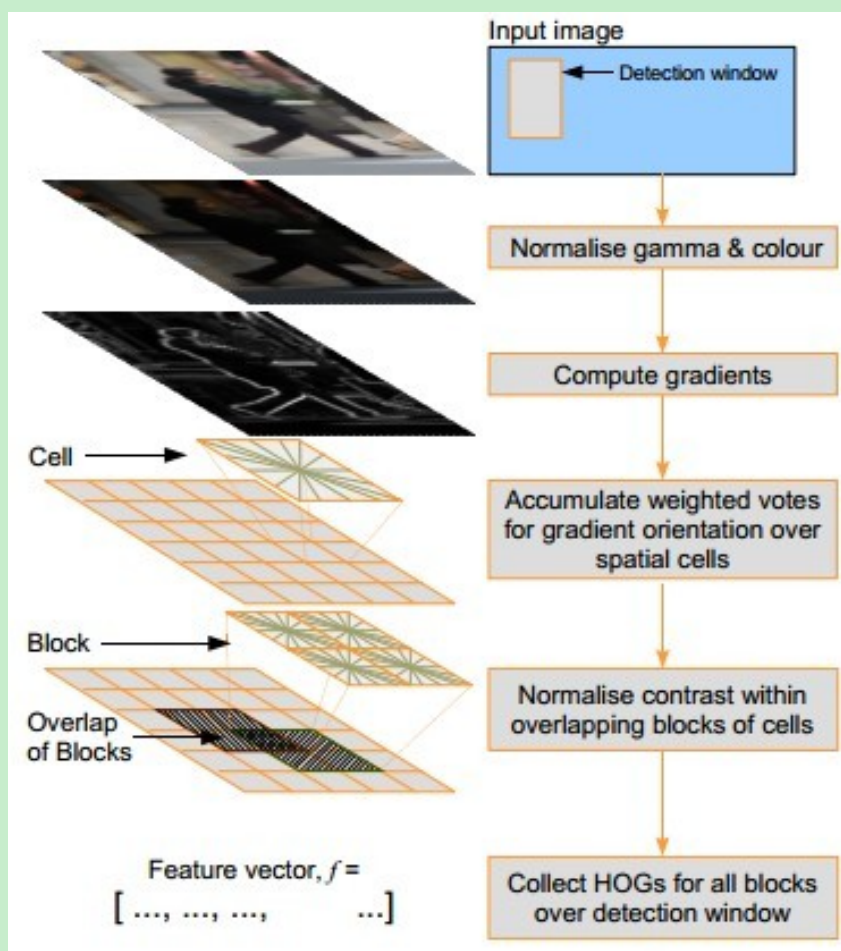 Input image
Detection window
Normalise gamma & colour
Compute gradients
Cell
Accumulate weighted votes
for gradient orientation over
spatial cells
Block
Normalise contrast within
overlapping blocks of cells
Overlap
of Blocks
Feature vector, f =
[ ..., ..., ...,   ...]
Collect HOGs for all blocks
over detection window